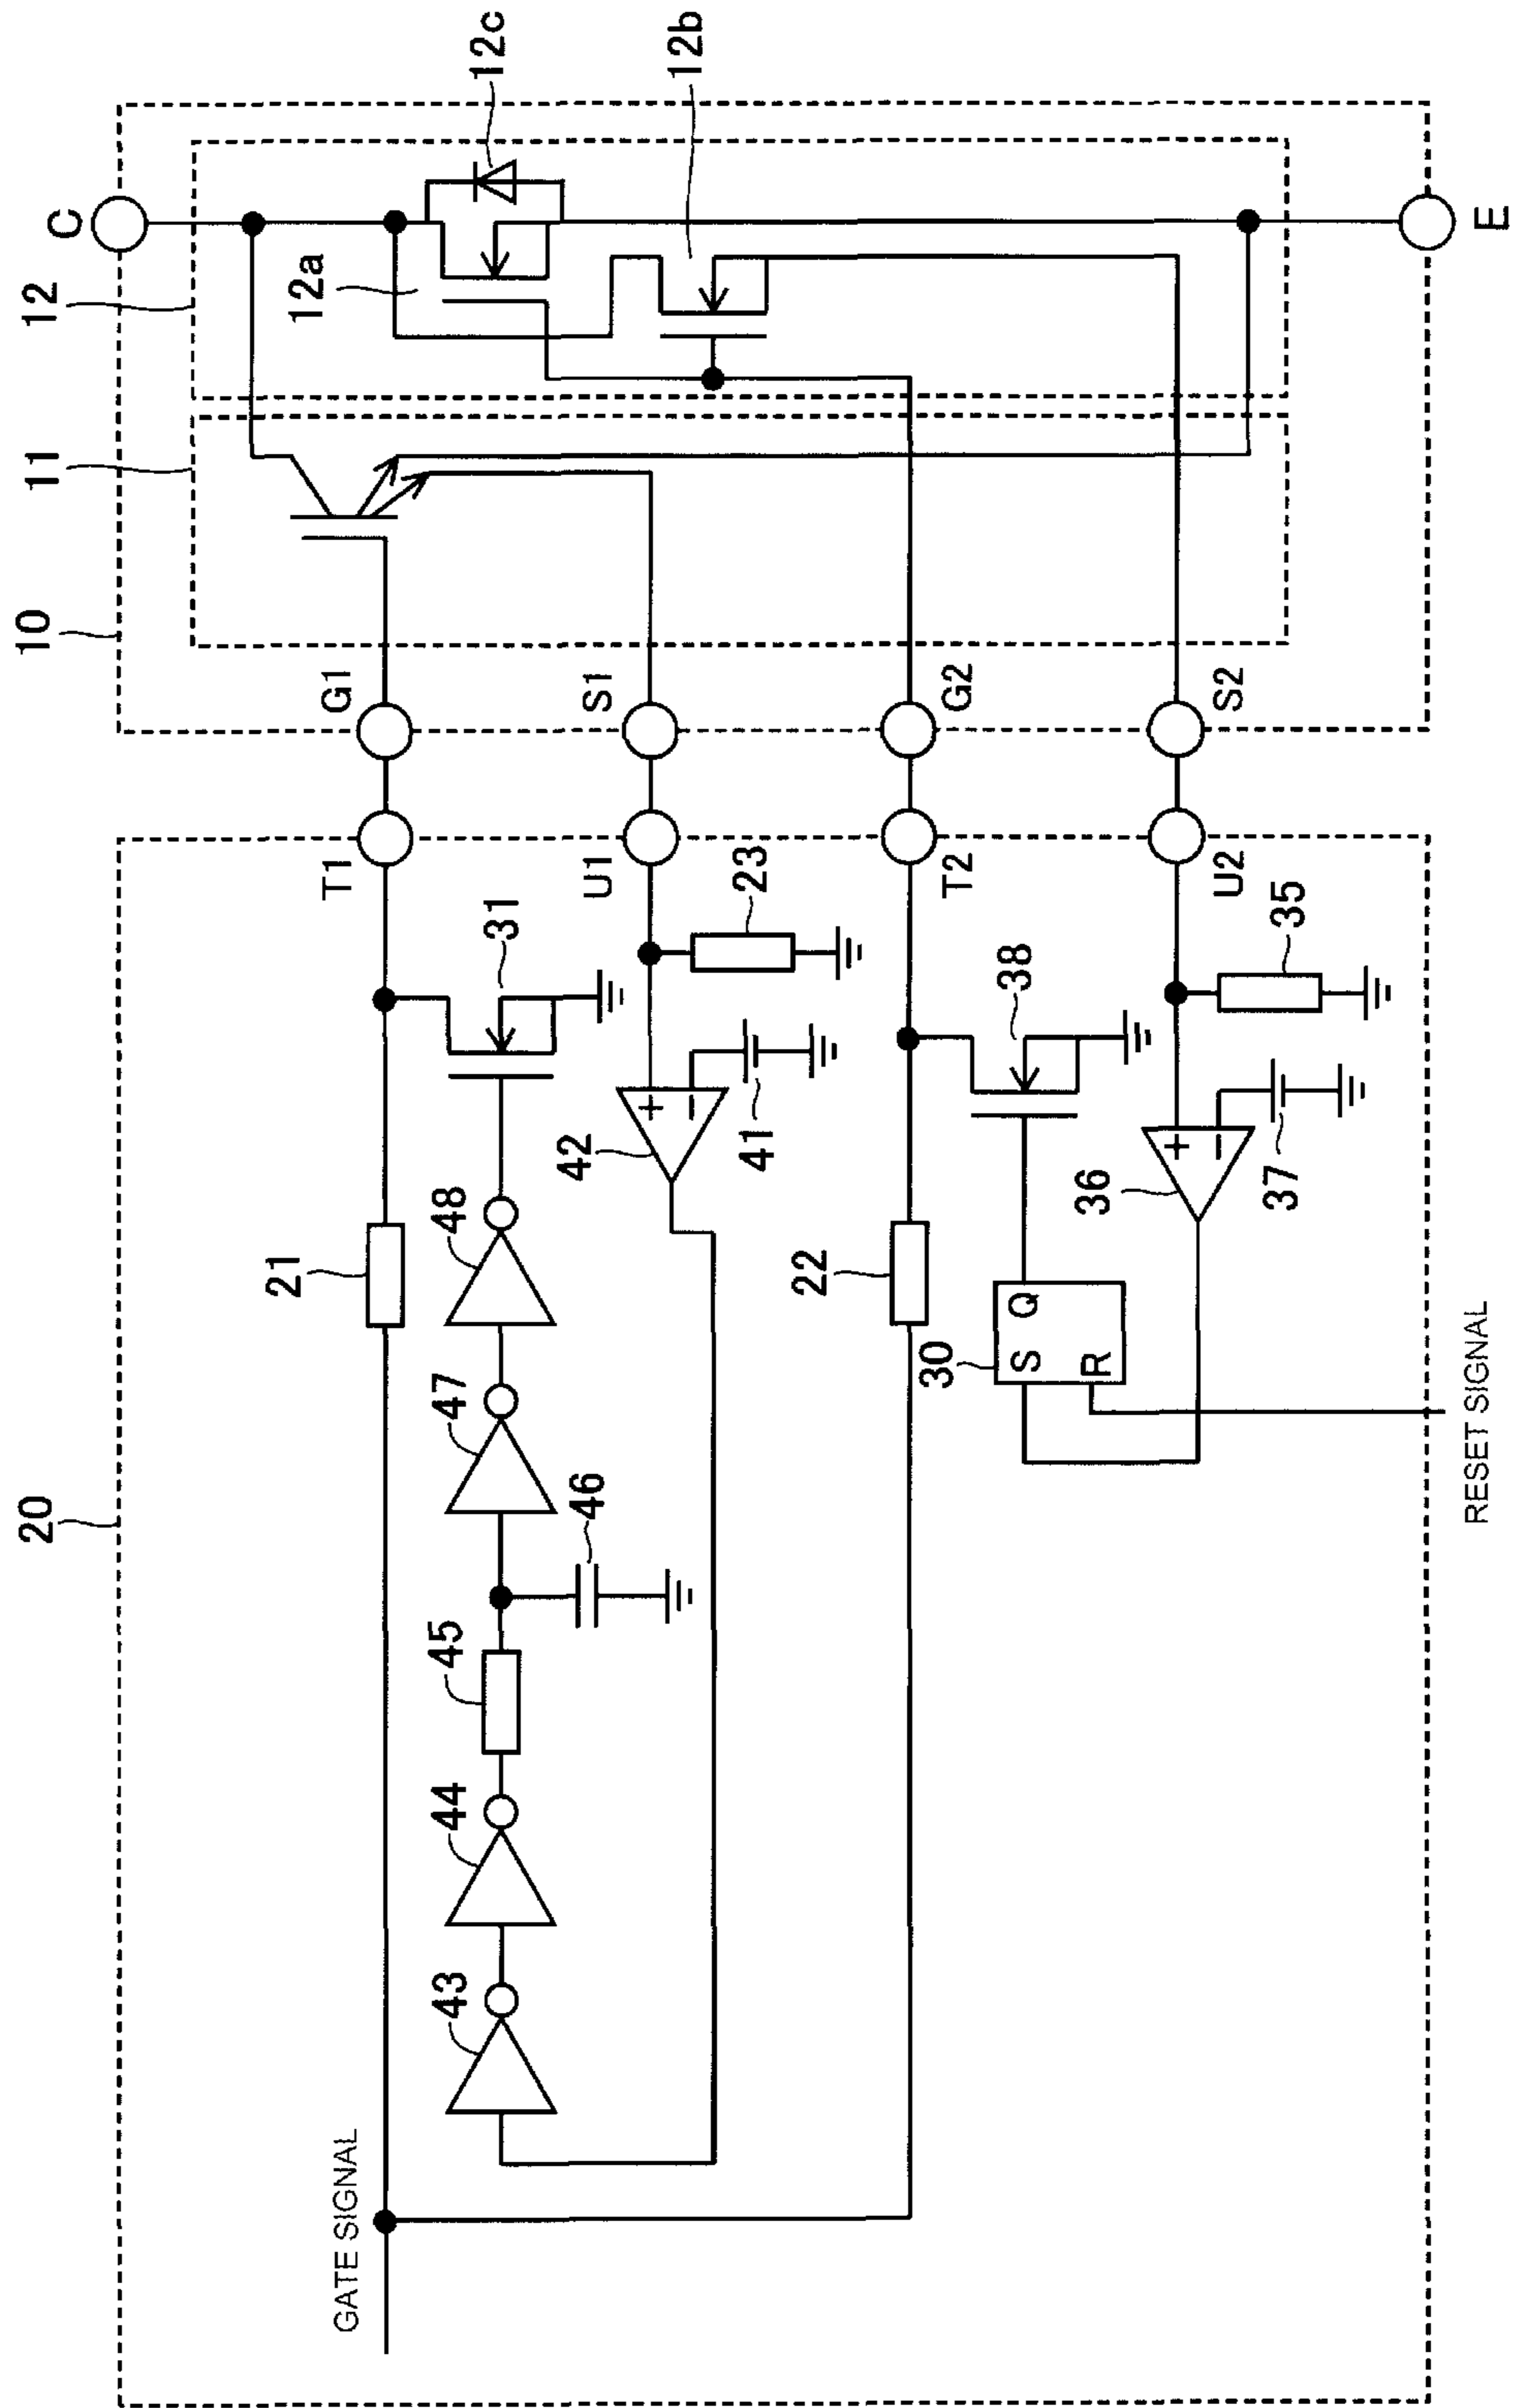 20
10
11
12
C
12c
12a
12b
E
GATE SIGNAL
21
T1
G1
43
44
45
46
47
48
31
S1
U1
23
42
+
−
41
22
T2
G2
38
30
S
Q
R
U2
S2
35
36
+
−
37
RESET SIGNAL